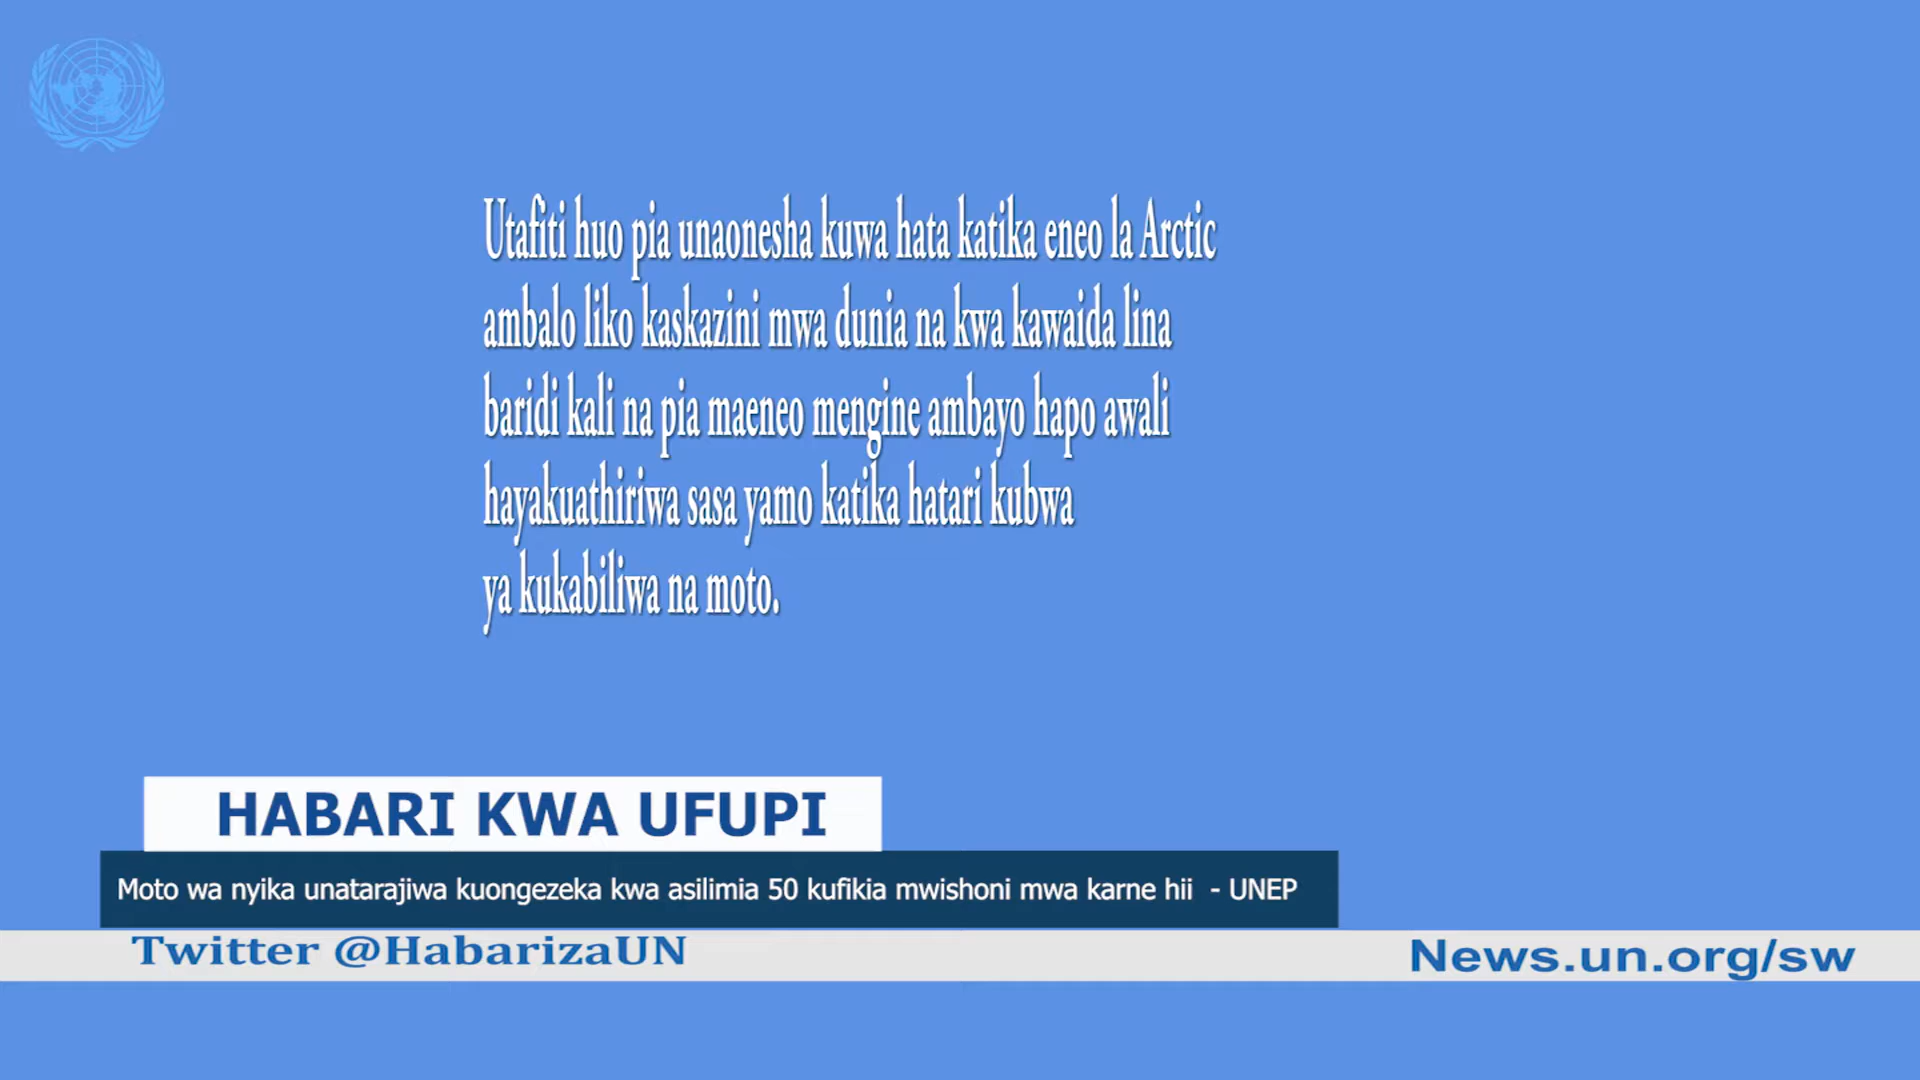 Utafiti huo pia unaonesha kuwa hata katika eneo la Arctic
ambalo liko kaskazini mwa dunia na kwa kawaida lina
baridi kali na pia maeneo mengine ambayo hapo awali
hayakuathiriwa sasa yamo katika hatari kubwa
ya kukabiliwa na moto.
HABARI KWA UFUPI
Moto wa nyika unatarajiwa kuongezeka kwa asilimia 50 kufikia mwishoni mwa karne hii - UNEP
Twitter @HabarizaUN
News.un.org/sw